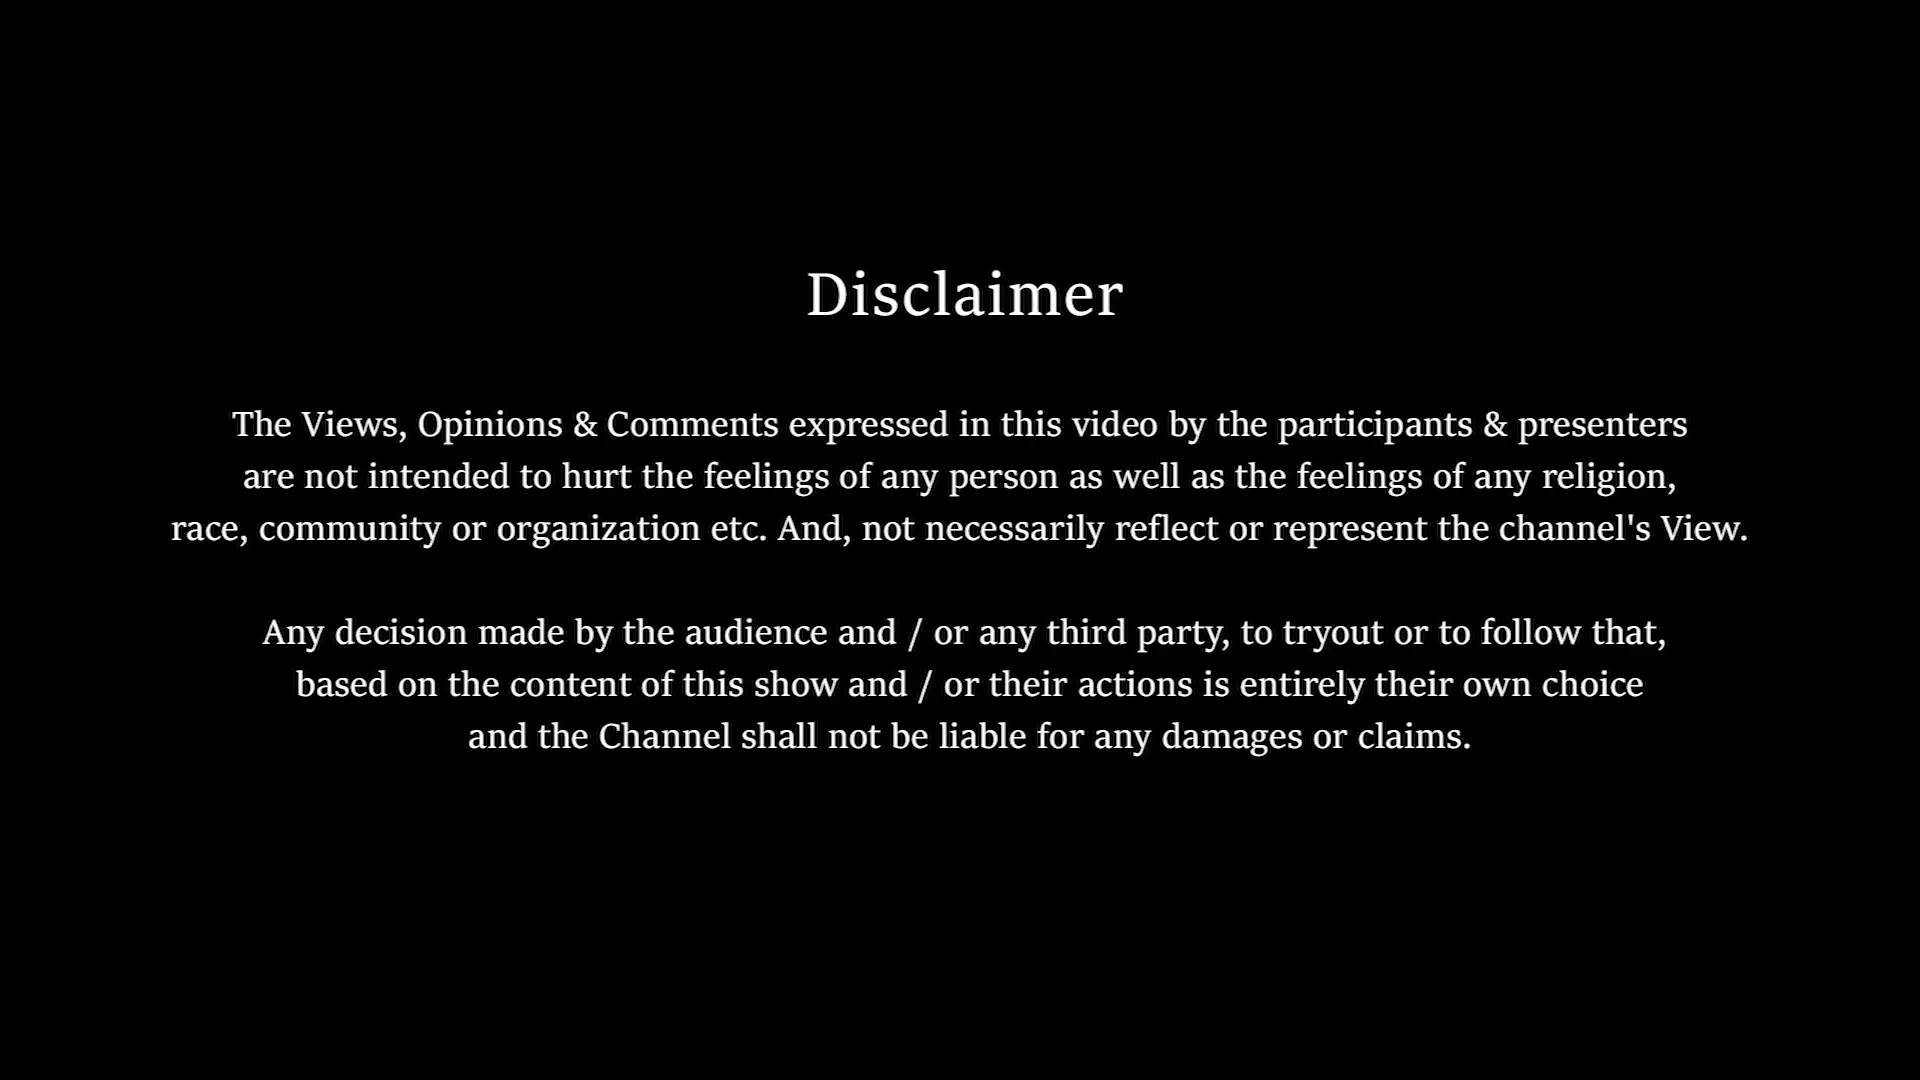 Disclaimer
The Views, Opinions & Comments expressed in this video by the participants & presenters
are not intended to hurt the feelings of any person as well as the feelings of any religion,
race, community or organization etc. And, not necessarily reflect or represent the channel's View.
Any decision made by the audience and / or any third party, to tryout or to follow that,
based on the content of this show and / or their actions is entirely their own choice
and the Channel shall not be liable for any damages or claims.